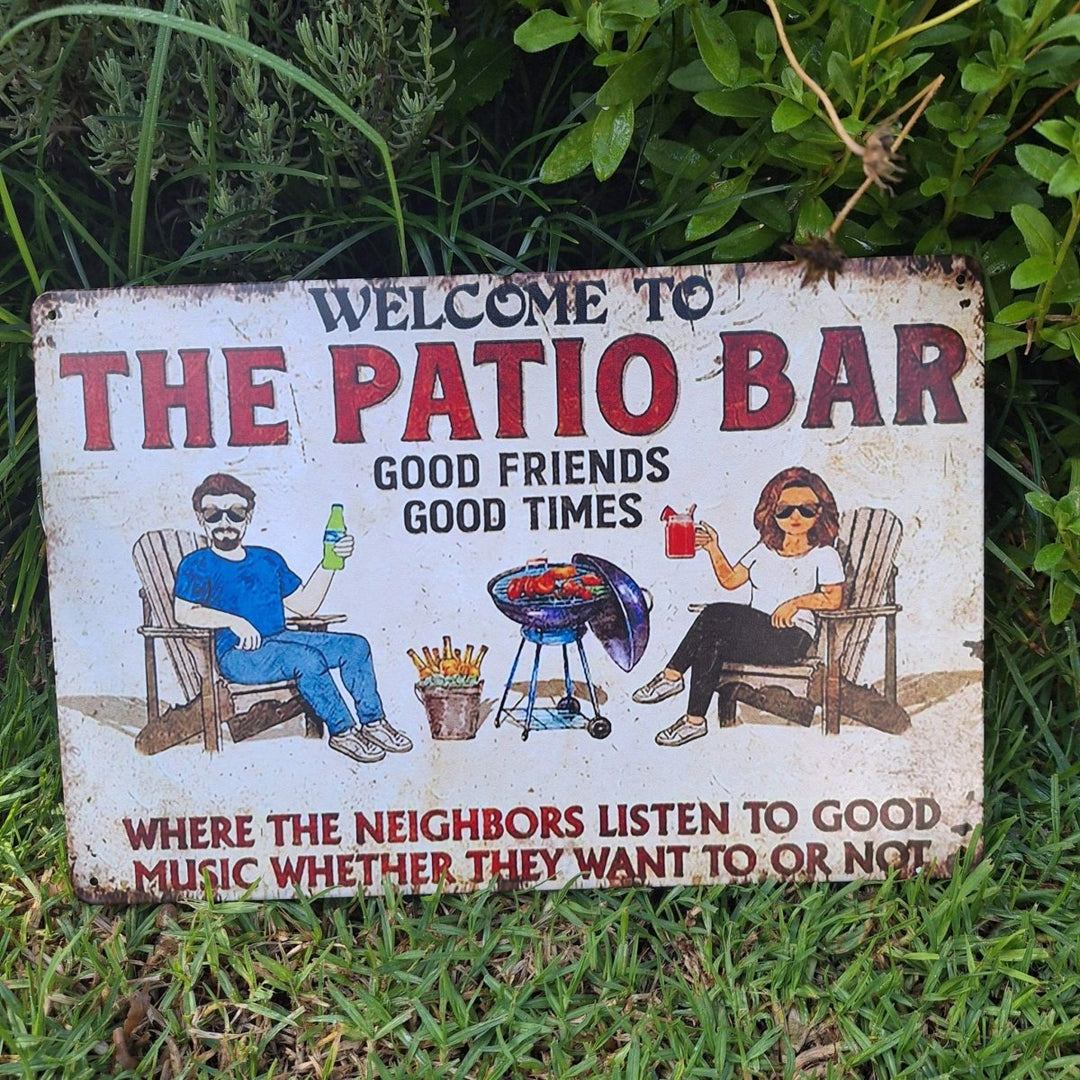 WELCOME TO
THE PATIO BAR
GOOD FRIENDS
GOOD TIMES
WHERE THE NEIGHBORS LISTEN TO GOOD
MUSIC WHETHER THEY WANT TO OR NOT